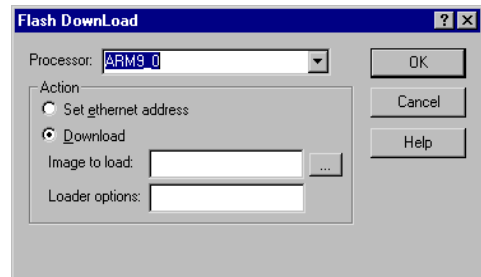 Flash DownLoad
Processor: ARM9_0
OK
Action
Set ethernet address
Cancel
Download
Help
Image to load:
...
Loader options: